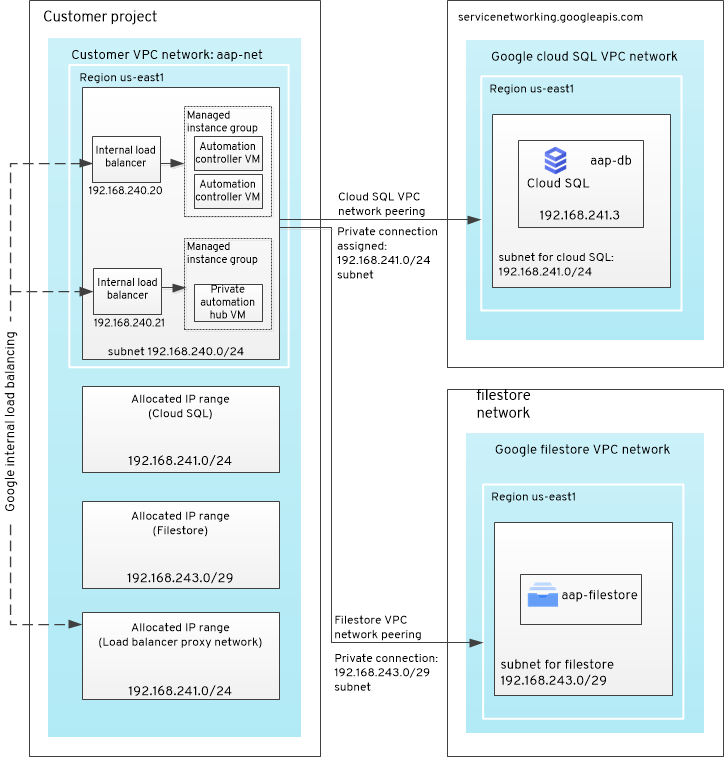 Customer project
Customer VPC network: aap-net
Region us-east1
Managed
instance group
Automation
controller VM
Automation
controller VM
Internal load
balancer
192.168.240.20
Managed
instance group
Private
automation
hub VM
Internal load
balancer
192.168.240.21
subnet 192.168.240.0/24
Allocated IP range
(Cloud SQL)
192.168.241.0/24
Allocated IP range
(Filestore)
192.168.243.0/29
Allocated IP range
(Load balancer proxy network)
192.168.241.0/24
Google internal load balancing
Cloud SQL VPC
network peering
Private connection
assigned:
192.168.241.0/24
subnet
Filestore VPC
network peering
Private connection:
192.168.243.0/29
subnet
servicenetworking.googleapis.com
Google cloud SQL VPC network
Region us-east1
aap-db
Cloud SQL
192.168.241.3
subnet for cloud SQL:
192.168.241.0/24
filestore
network
Google filestore VPC network
Region us-east1
aap-filestore
subnet for filestore
192.168.243.0/29